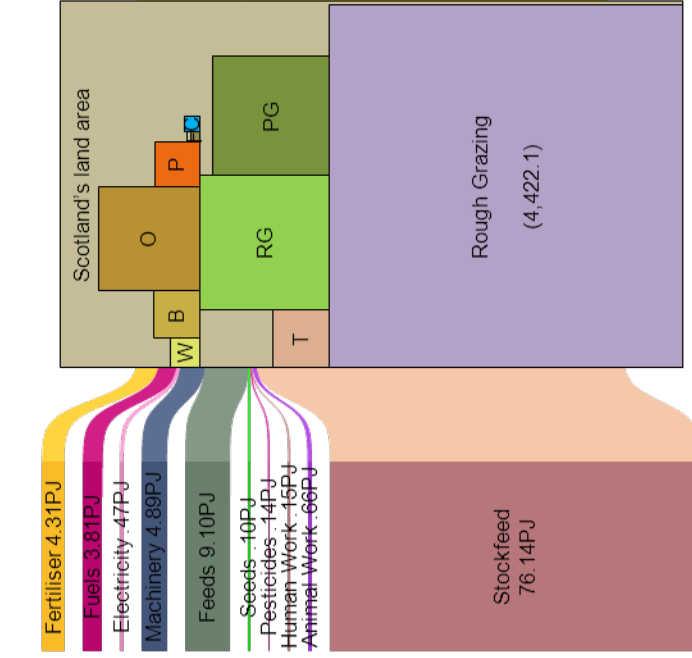 Scotland's land area
W
B
O
P
C
T
RG
PG
Rough Grazing
(4,422.1)
Fertiliser 4.31PJ
Fuels 3.81PJ
Electricity .47PJ
Machinery 4.89PJ
Feeds 9.10PJ
Seeds .10PJ
Pesticides .14PJ
Human Work .15PJ
Animal Work .66PJ
Stockfeed
76.14PJ